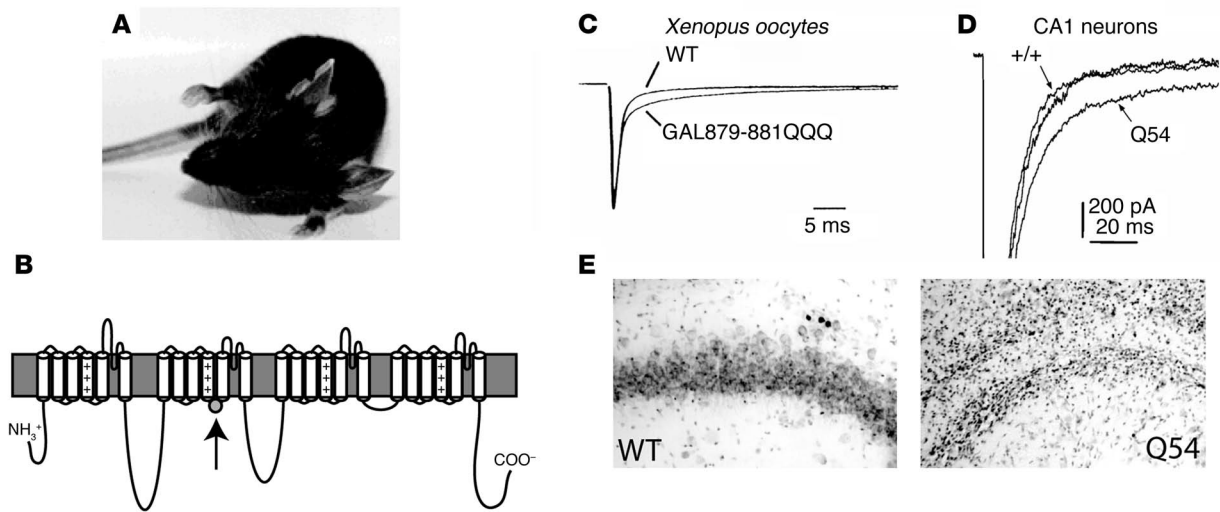 A
B
NH3+
+
+
+
+
+
+
+
+
+
+
+
+
COO−
C
Xenopus oocytes
WT
GAL879-881QQQ
5 ms
D
CA1 neurons
+/+
Q54
200 pA
20 ms
E
WT
Q54